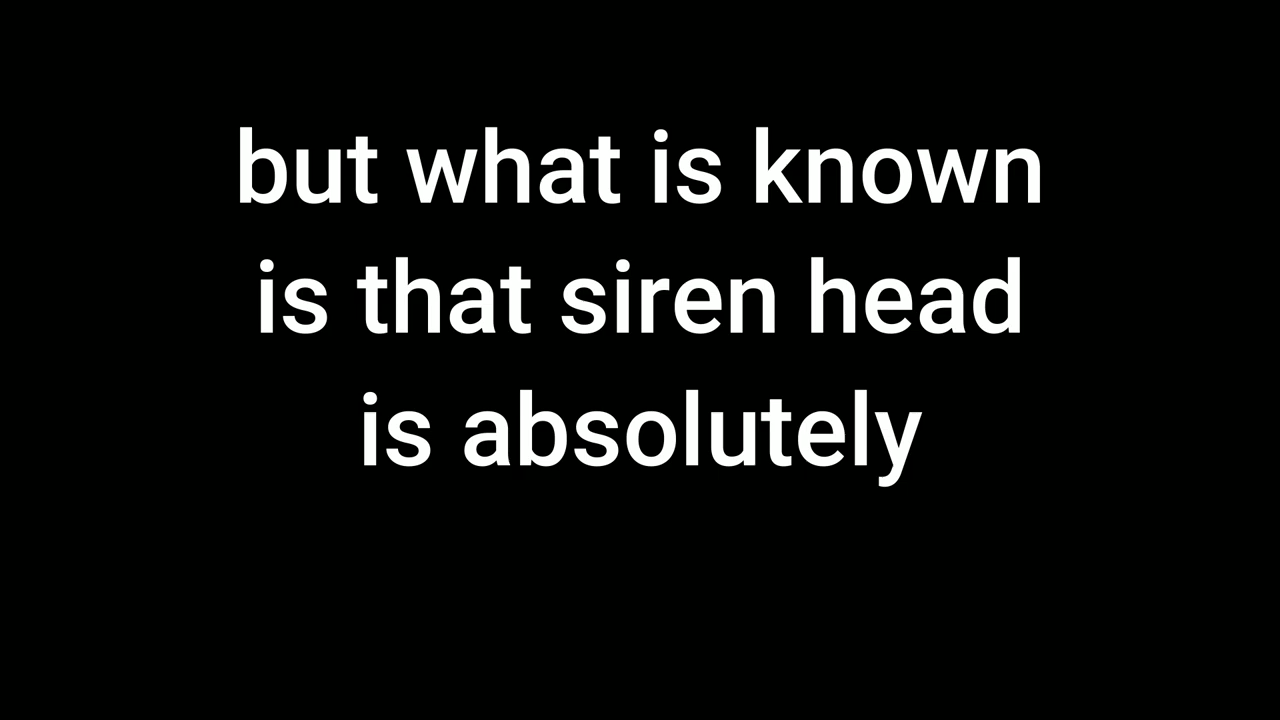 but what is known
is that siren head
is absolutely